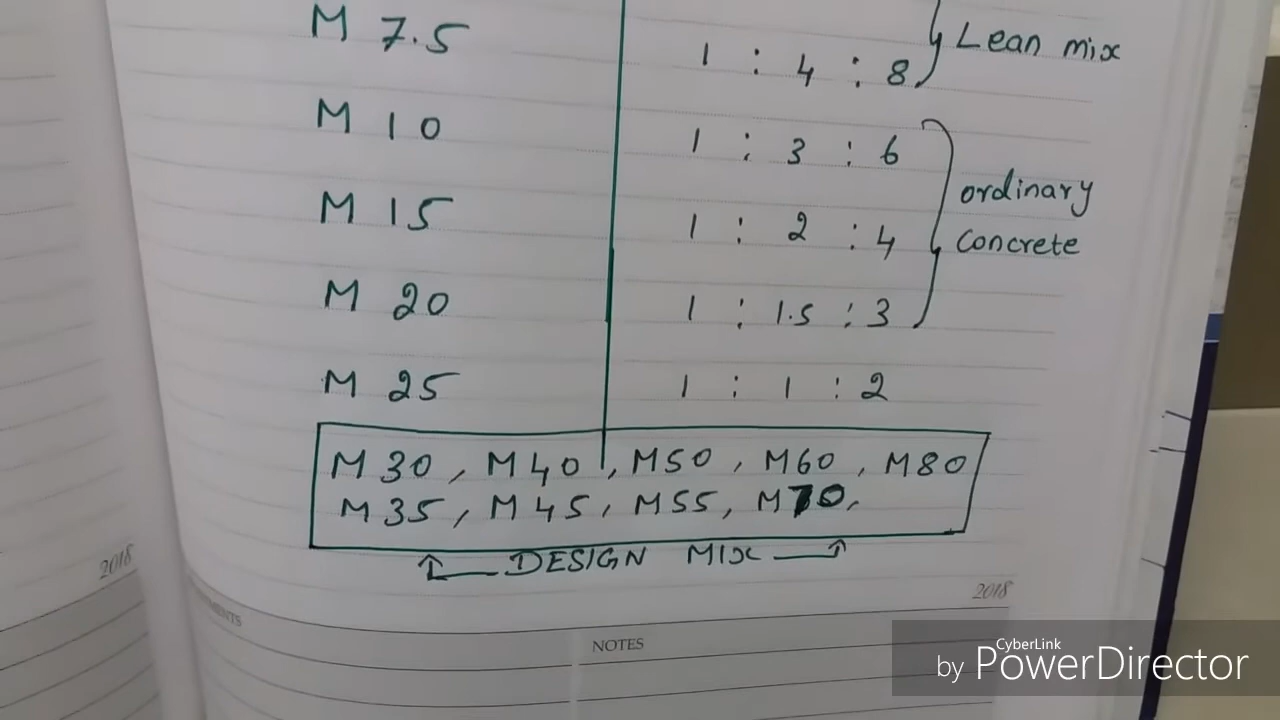 M 7.5 1 : 4 : 8 Lean mix
M 10 1 : 3 : 6
M 15 1 : 2 : 4 ordinary concrete
M 20 1 : 1.5 : 3
M 25 1 : 1 : 2
M30 , M40 , M50 , M60 , M80
M35 , M45 , M55 , M70 ,
DESIGN MIX
2018
2018
NOTES
CyberLink
by PowerDirector